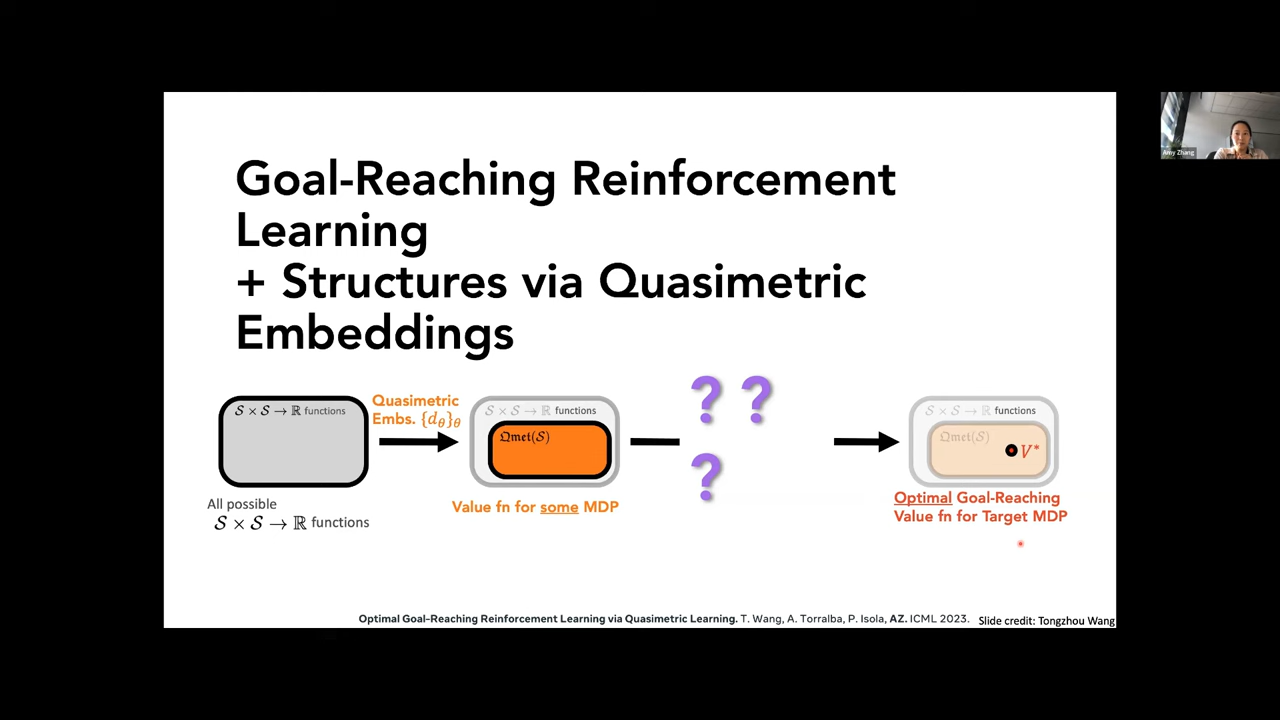 Goal-Reaching Reinforcement
Learning
+ Structures via Quasimetric
Embeddings
𝒮 × 𝒮 → ℝ functions
Quasimetric
Embs. {d_θ}_θ
𝒮 × 𝒮 → ℝ functions
𝔔𝔪𝔢𝔱(𝒮)
? ?
?
𝒮 × 𝒮 → ℝ functions
𝔔𝔪𝔢𝔱(𝒮)
V*
All possible
𝒮 × 𝒮 → ℝ functions
Value fn for some MDP
Optimal Goal-Reaching
Value fn for Target MDP
Optimal Goal-Reaching Reinforcement Learning via Quasimetric Learning. T. Wang, A. Torralba, P. Isola, AZ. ICML 2023.
Slide credit: Tongzhou Wang
Amy Zhang